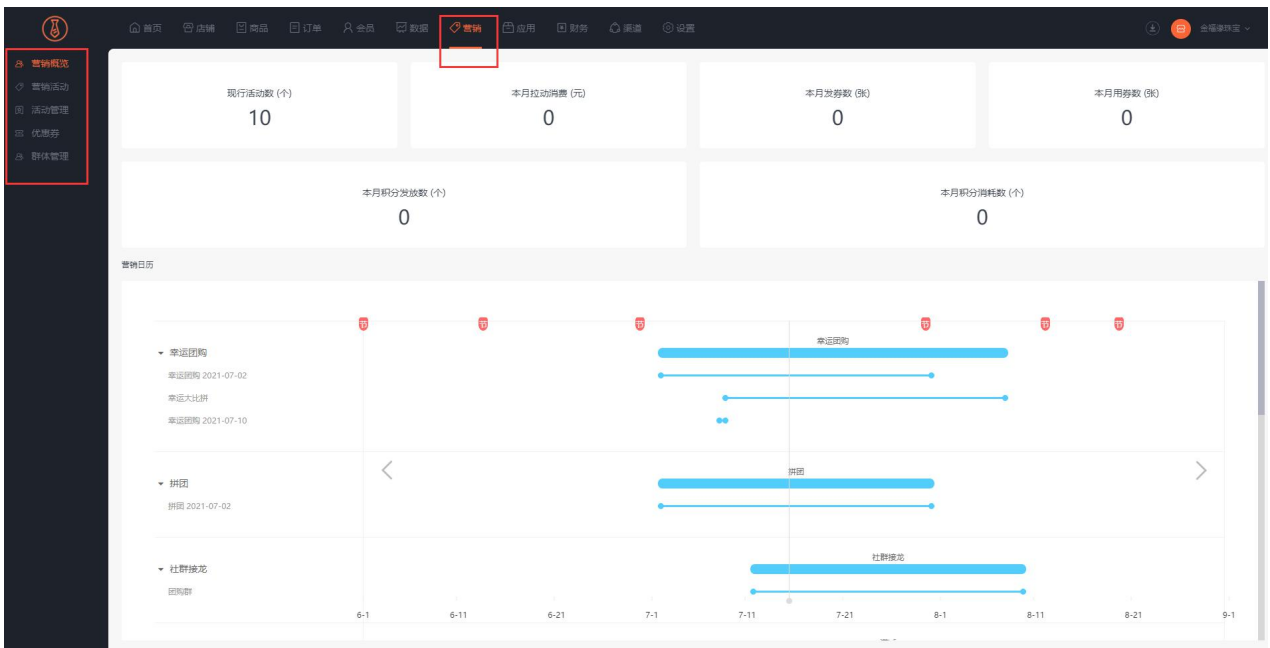 首页 店铺 商品 订单 会员 数据 营销 应用 财务 渠道 设置 金福缘珠宝
营销概览
营销活动
活动管理
优惠券
群体管理
现行活动数 (个) 本月拉动消费 (元) 本月发券数 (张) 本月用券数 (张)
10 0 0 0
本月积分发放数 (个) 本月积分消耗数 (个)
0 0
营销日历
节 节 节 节 节 节
幸运团购
幸运团购
幸运团购 2021-07-02
幸运大比拼
幸运团购 2021-07-10
拼团
拼团
拼团 2021-07-02
社群接龙
社群接龙
团购群
6-1 6-11 6-21 7-1 7-11 7-21 8-1 8-11 8-21 9-1